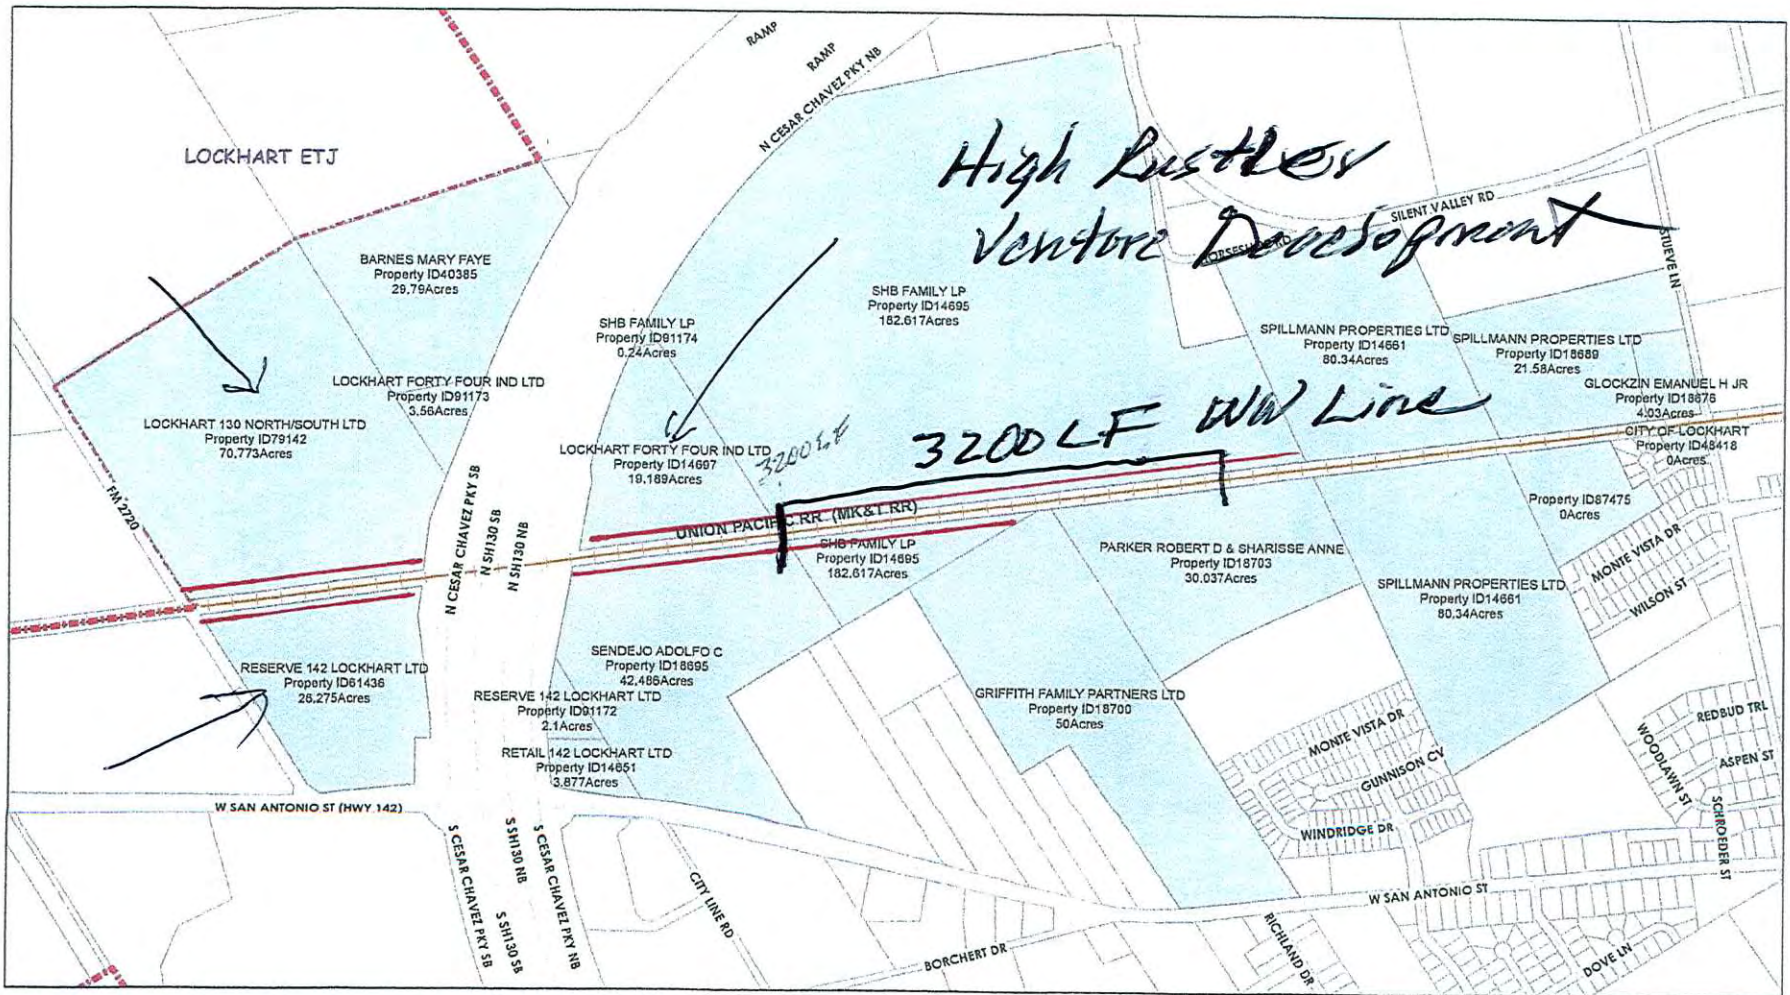 RAMP
RAMP
N CESAR CHAVEZ PKY NB
LOCKHART ETJ
High Rustler
Venture Development
SILENT VALLEY RD
STUEVE LN
BARNES MARY FAYE
Property ID40385
29.79Acres
SHB FAMILY LP
Property ID14695
182.617Acres
SHB FAMILY LP
Property ID91174
0.24Acres
SPILLMANN PROPERTIES LTD
Property ID14661
80.34Acres
SPILLMANN PROPERTIES LTD
Property ID18689
21.58Acres
LOCKHART FORTY FOUR IND LTD
Property ID91173
3.56Acres
GLOCKZIN EMANUEL H JR
Property ID18676
4.03Acres
LOCKHART 130 NORTH/SOUTH LTD
Property ID79142
70.773Acres
3200 LF WW Line
CITY OF LOCKHART
Property ID48418
0Acres
LOCKHART FORTY FOUR IND LTD
Property ID14697
19.189Acres
3200 LF
FM 2720
N CESAR CHAVEZ PKY SB
N SH130 SB
N SH130 NB
UNION PACIFIC RR (MK&T RR)
Property ID87475
0Acres
SHB FAMILY LP
Property ID14695
182.617Acres
PARKER ROBERT D & SHARISSE ANNE
Property ID18703
30.037Acres
MONTE VISTA DR
WILSON ST
SPILLMANN PROPERTIES LTD
Property ID14661
80.34Acres
N CESAR CHAVEZ PKY NB
SENDEJO ADOLFO C
Property ID18695
42.486Acres
RESERVE 142 LOCKHART LTD
Property ID61436
26.275Acres
RESERVE 142 LOCKHART LTD
Property ID91172
2.1Acres
GRIFFITH FAMILY PARTNERS LTD
Property ID18700
50Acres
RETAIL 142 LOCKHART LTD
Property ID14651
3.877Acres
MONTE VISTA DR
GUNNISON CV
WINDRIDGE DR
REDBUD TRL
WOODLAWN ST
ASPEN ST
SCHROEDER ST
W SAN ANTONIO ST (HWY 142)
S CESAR CHAVEZ PKY SB
S SH130 NB
S SH130 SB
S CESAR CHAVEZ PKY NB
CITY LINE RD
W SAN ANTONIO ST
BORCHERT DR
RICHLAND DR
DOVE LN